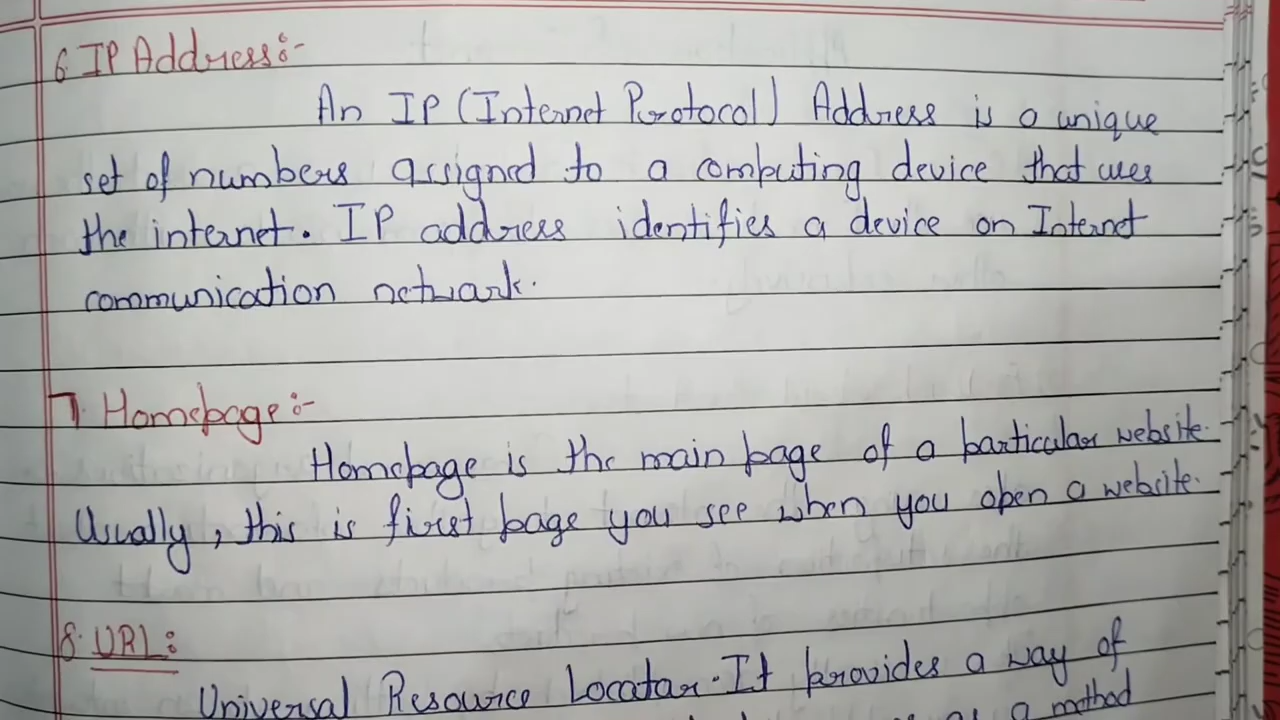 6 IP Address:-
An IP (Internet Protocol) Address is a unique
set of numbers assigned to a computing device that uses
the internet. IP address identifies a device on Internet
communication network.
7. Homepage:-
Homepage is the main page of a particular website.
Usually, this is first page you see when you open a website.
8. URL:
Universal Resource Locator. It provides a way of
as a method